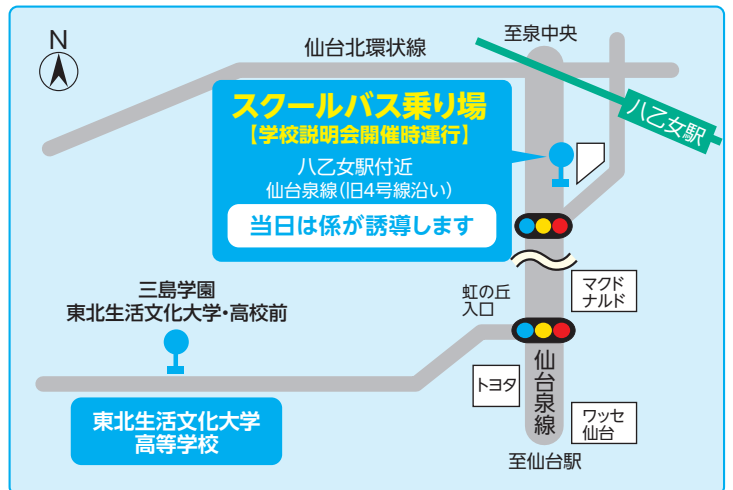 N
仙台北環状線
至泉中央
八乙女駅
スクールバス乗り場
【学校説明会開催時運行】
八乙女駅付近
仙台泉線(旧4号線沿い)
当日は係が誘導します
マクド
ナルド
虹の丘
入口
三島学園
東北生活文化大学・高校前
トヨタ
仙台泉線
ワッセ
仙台
東北生活文化大学
高等学校
至仙台駅